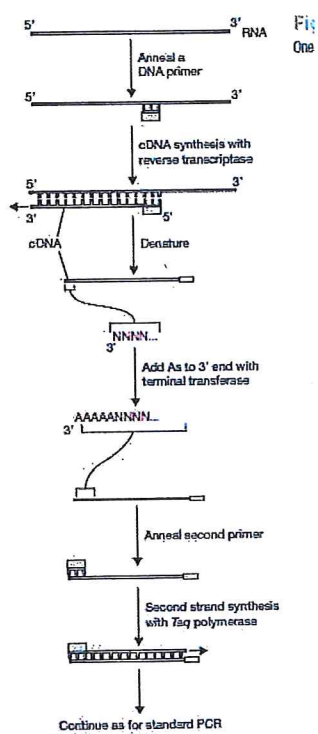 5' 3' RNA
Fig
One
Anneal a
DNA primer
5' 3'
cDNA synthesis with
reverse transcriptase
5' 3'
3' 5'
cDNA
Denature
NNNN...
3'
Add As to 3' end with
terminal transferase
AAAAANNNN...
3'
Anneal second primer
Second strand synthesis
with Taq polymerase
Continue as for standard PCR